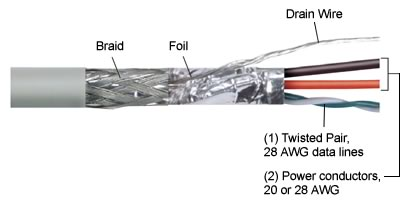 Drain Wire
Braid
Foil
(1) Twisted Pair,
28 AWG data lines
(2) Power conductors,
20 or 28 AWG